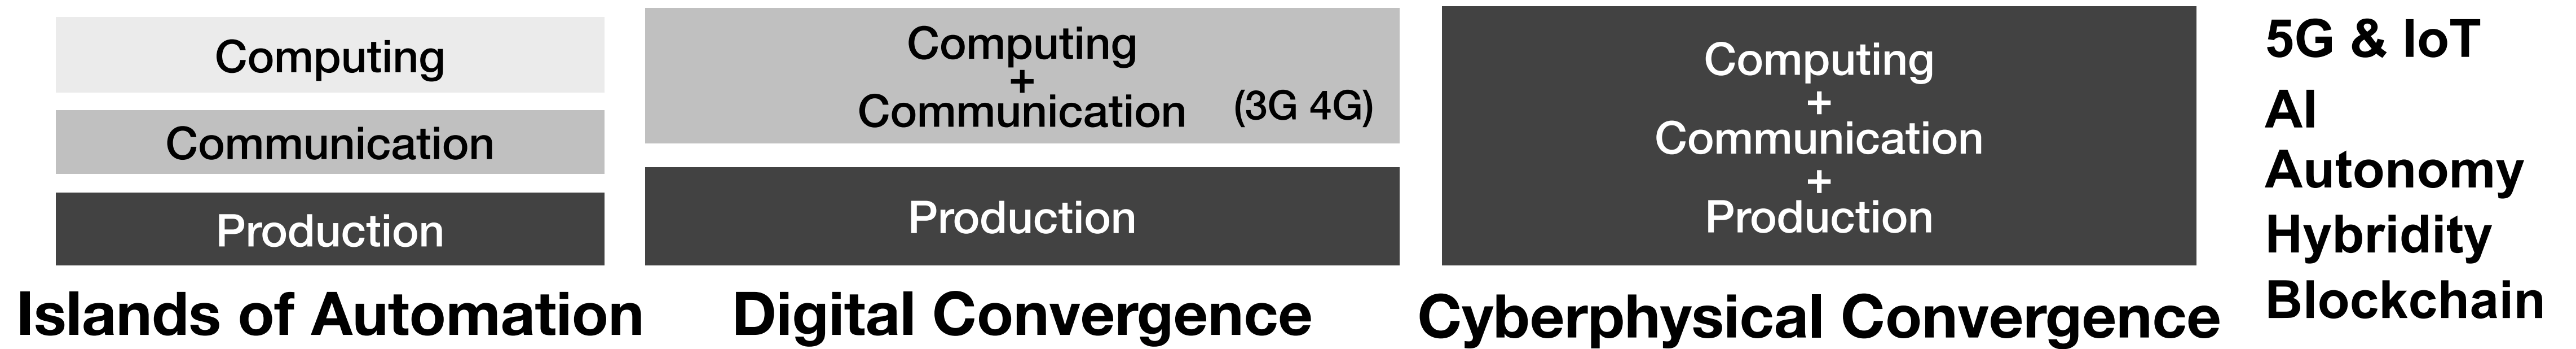 Computing
Communication
Production
Islands of Automation
Computing
+
Communication (3G 4G)
Production
Digital Convergence
Computing
+
Communication
+
Production
Cyberphysical Convergence
5G & IoT
AI
Autonomy
Hybridity
Blockchain